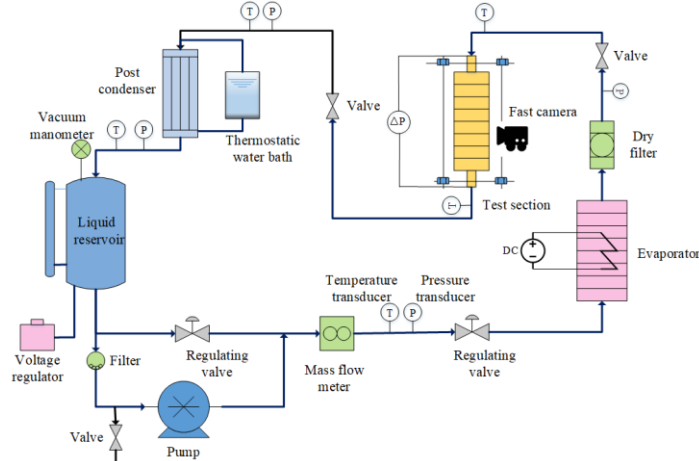 T
P
T
Post
condenser
Valve
Vacuum
manometer
Valve
Fast camera
P
ΔP
T
P
Thermostatic
water bath
Dry
filter
T
Test section
Liquid
reservoir
DC
Evaporator
Temperature
transducer
Pressure
transducer
T
P
Voltage
regulator
Filter
Regulating
valve
Mass flow
meter
Regulating
valve
Valve
Pump